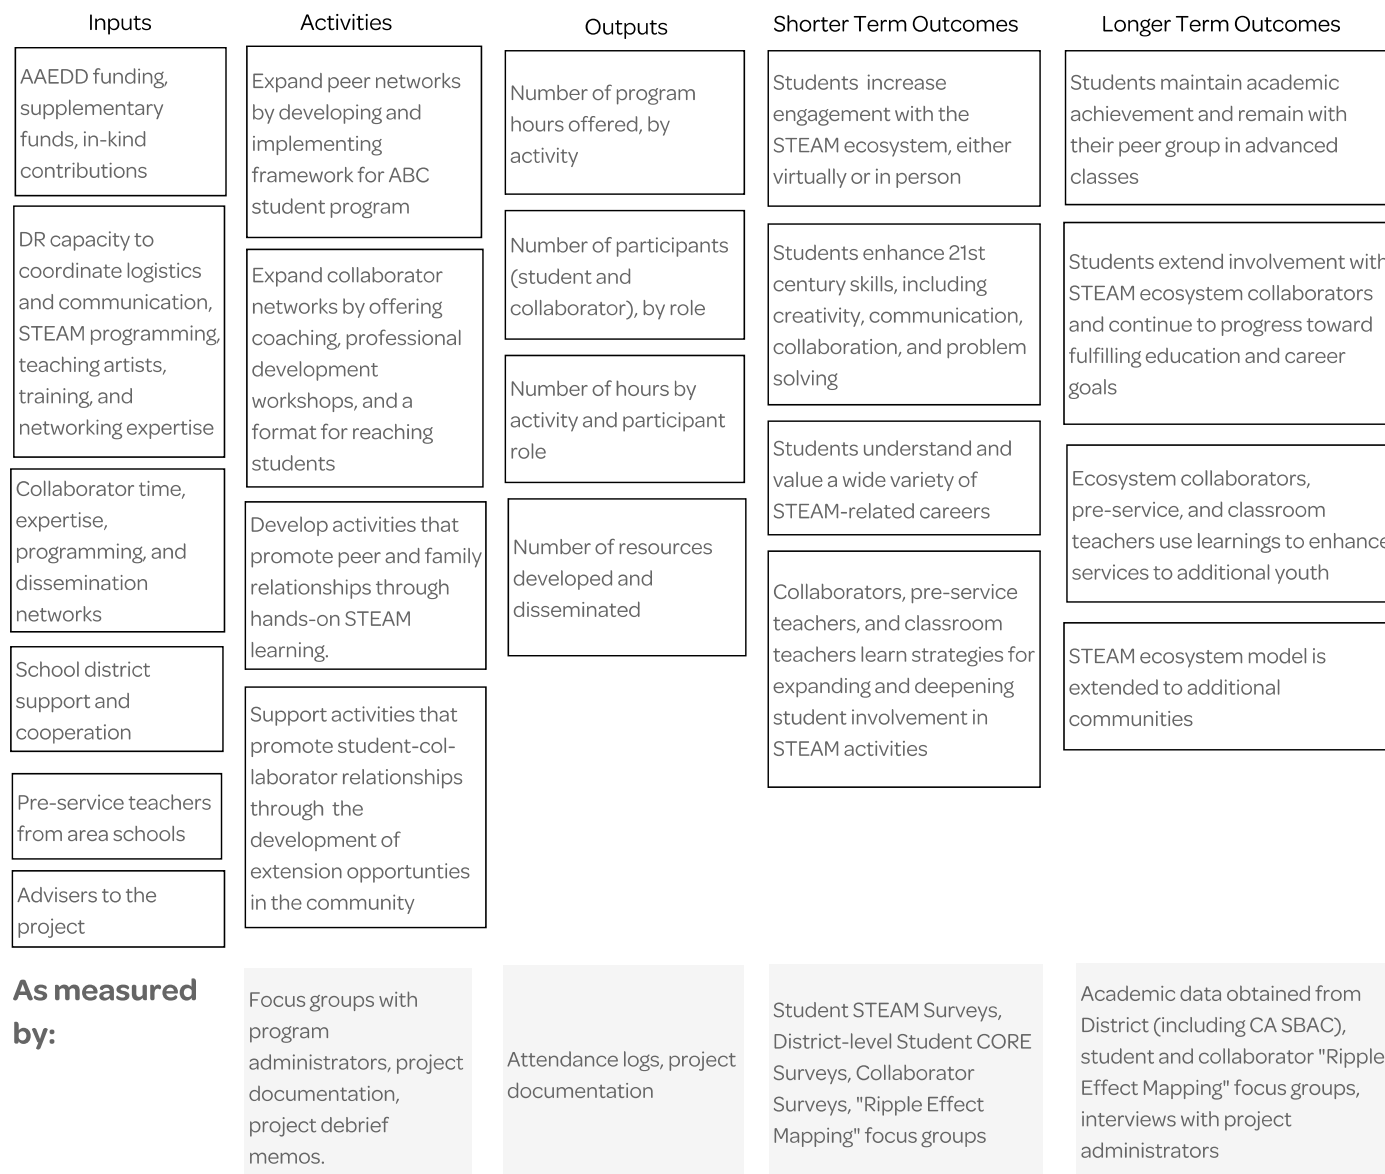 Inputs
AAEDD funding,
supplementary
funds, in-kind
contributions
DR capacity to
coordinate logistics
and communication,
STEAM programming,
teaching artists,
training, and
networking expertise
Collaborator time,
expertise,
programming, and
dissemination
networks
School district
support and
cooperation
Pre-service teachers
from area schools
Advisers to the
project
Activities
Expand peer networks
by developing and
implementing
framework for ABC
student program
Expand collaborator
networks by offering
coaching, professional
development
workshops, and a
format for reaching
students
Develop activities that
promote peer and family
relationships through
hands-on STEAM
learning.
Support activities that
promote student-col-
laborator relationships
through the
development of
extension opportunties
in the community
Outputs
Number of program
hours offered, by
activity
Number of participants
(student and
collaborator), by role
Number of hours by
activity and participant
role
Number of resources
developed and
disseminated
Shorter Term Outcomes
Students increase
engagement with the
STEAM ecosystem, either
virtually or in person
Students enhance 21st
century skills, including
creativity, communication,
collaboration, and problem
solving
Students understand and
value a wide variety of
STEAM-related careers
Collaborators, pre-service
teachers, and classroom
teachers learn strategies for
expanding and deepening
student involvement in
STEAM activities
Longer Term Outcomes
Students maintain academic
achievement and remain with
their peer group in advanced
classes
Students extend involvement with
STEAM ecosystem collaborators
and continue to progress toward
fulfilling education and career
goals
Ecosystem collaborators,
pre-service, and classroom
teachers use learnings to enhance
services to additional youth
STEAM ecosystem model is
extended to additional
communities
As measured
by:
Focus groups with
program
administrators, project
documentation,
project debrief
memos.
Attendance logs, project
documentation
Student STEAM Surveys,
District-level Student CORE
Surveys, Collaborator
Surveys, "Ripple Effect
Mapping" focus groups
Academic data obtained from
District (including CA SBAC),
student and collaborator "Ripple
Effect Mapping" focus groups,
interviews with project
administrators